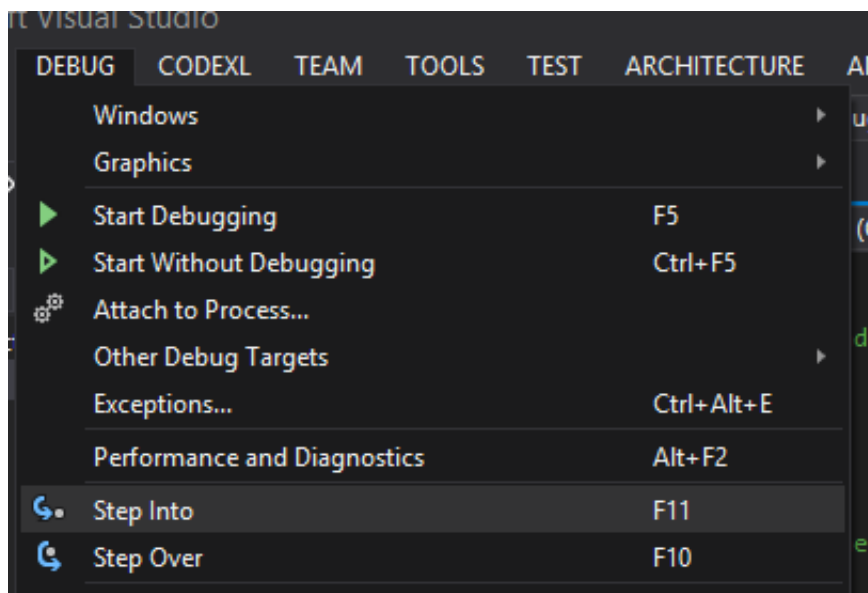 ft Visual Studio
DEBUG CODEXL TEAM TOOLS TEST ARCHITECTURE
Windows
Graphics
Start Debugging F5
Start Without Debugging Ctrl+F5
Attach to Process...
Other Debug Targets
Exceptions... Ctrl+Alt+E
Performance and Diagnostics Alt+F2
Step Into F11
Step Over F10